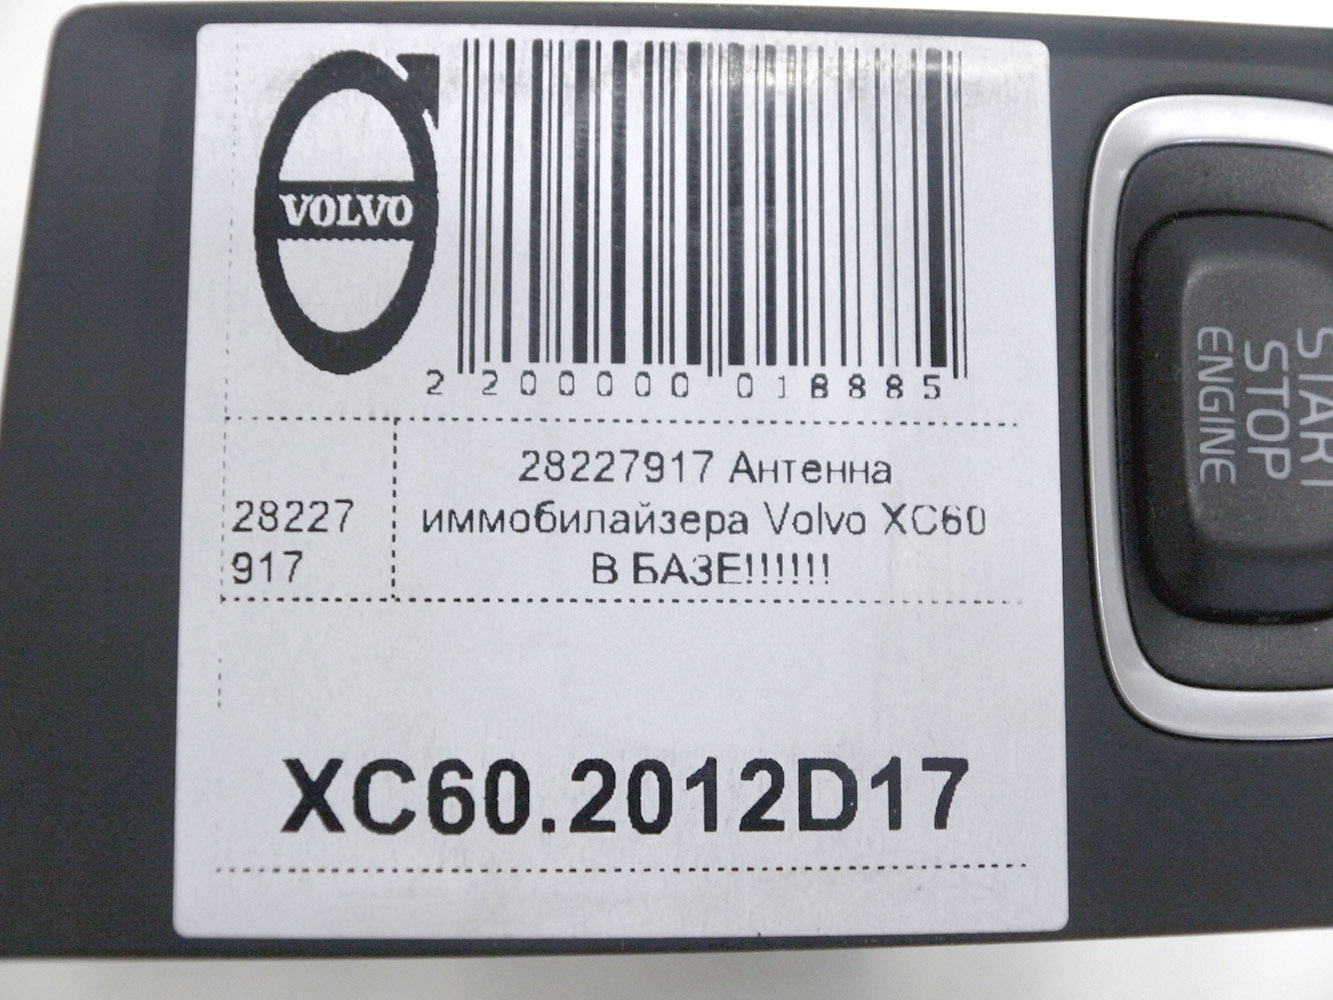 VOLVO
2 200000 018885
28227
917
28227917 Антенна
иммобилайзера Volvo XC60
В БАЗЕ!!!!!!
XC60.2012D17
START
STOP
ENGINE